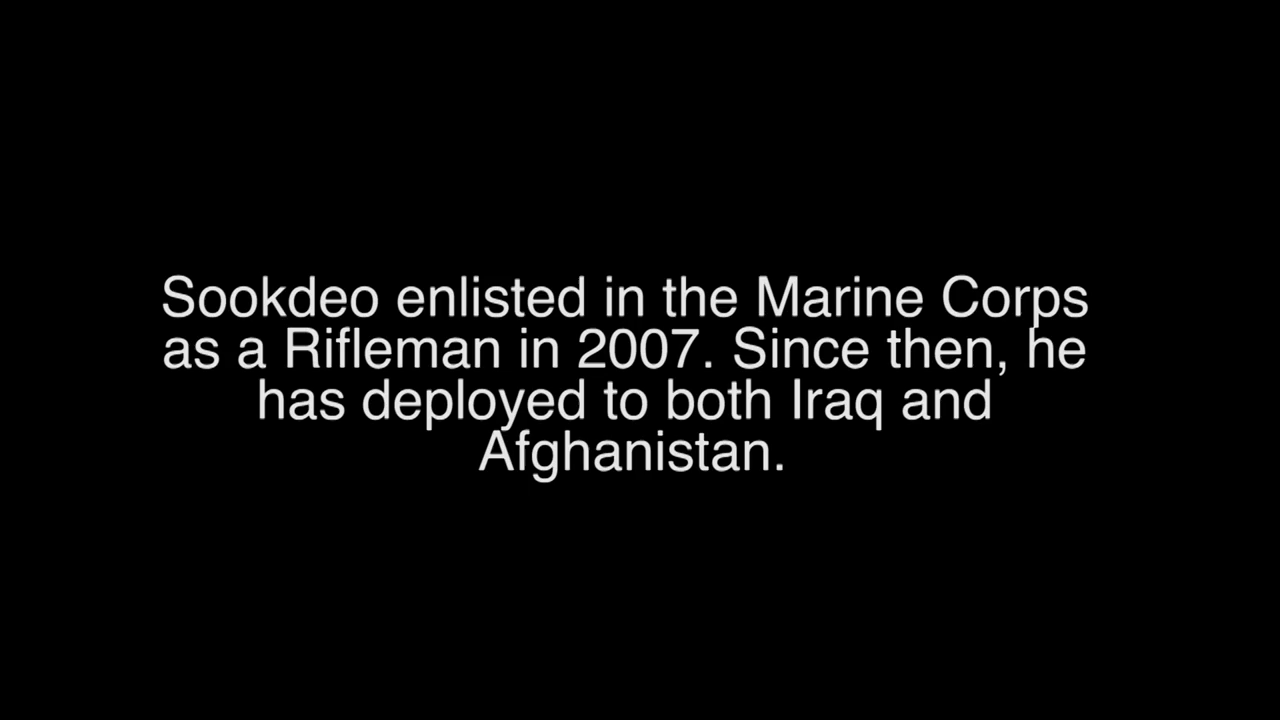 Sookdeo enlisted in the Marine Corps
as a Rifleman in 2007. Since then, he
has deployed to both Iraq and
Afghanistan.